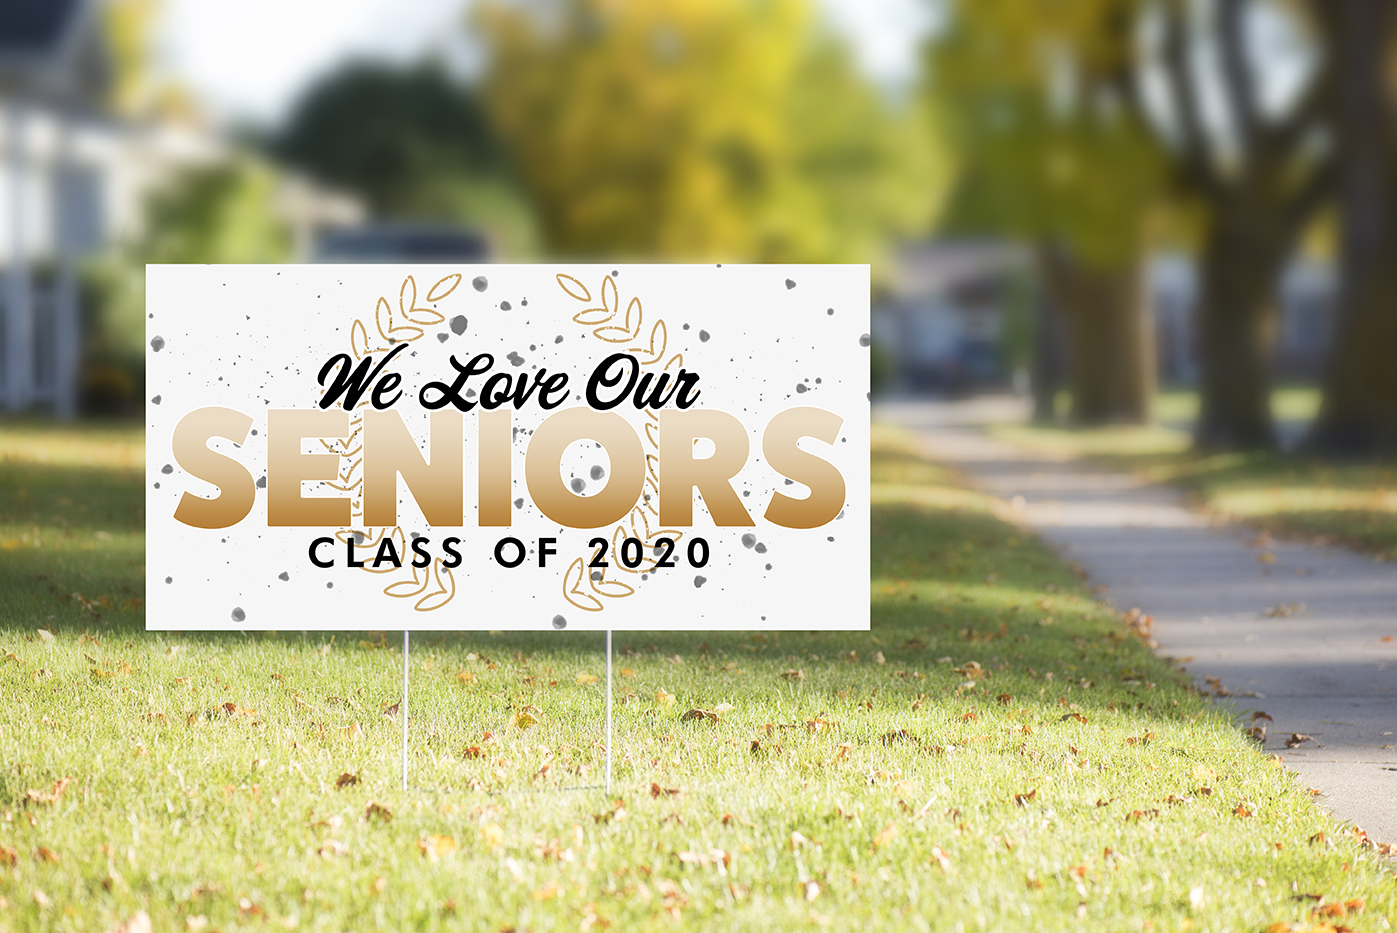 We Love Our
SENIORS
CLASS OF 2020